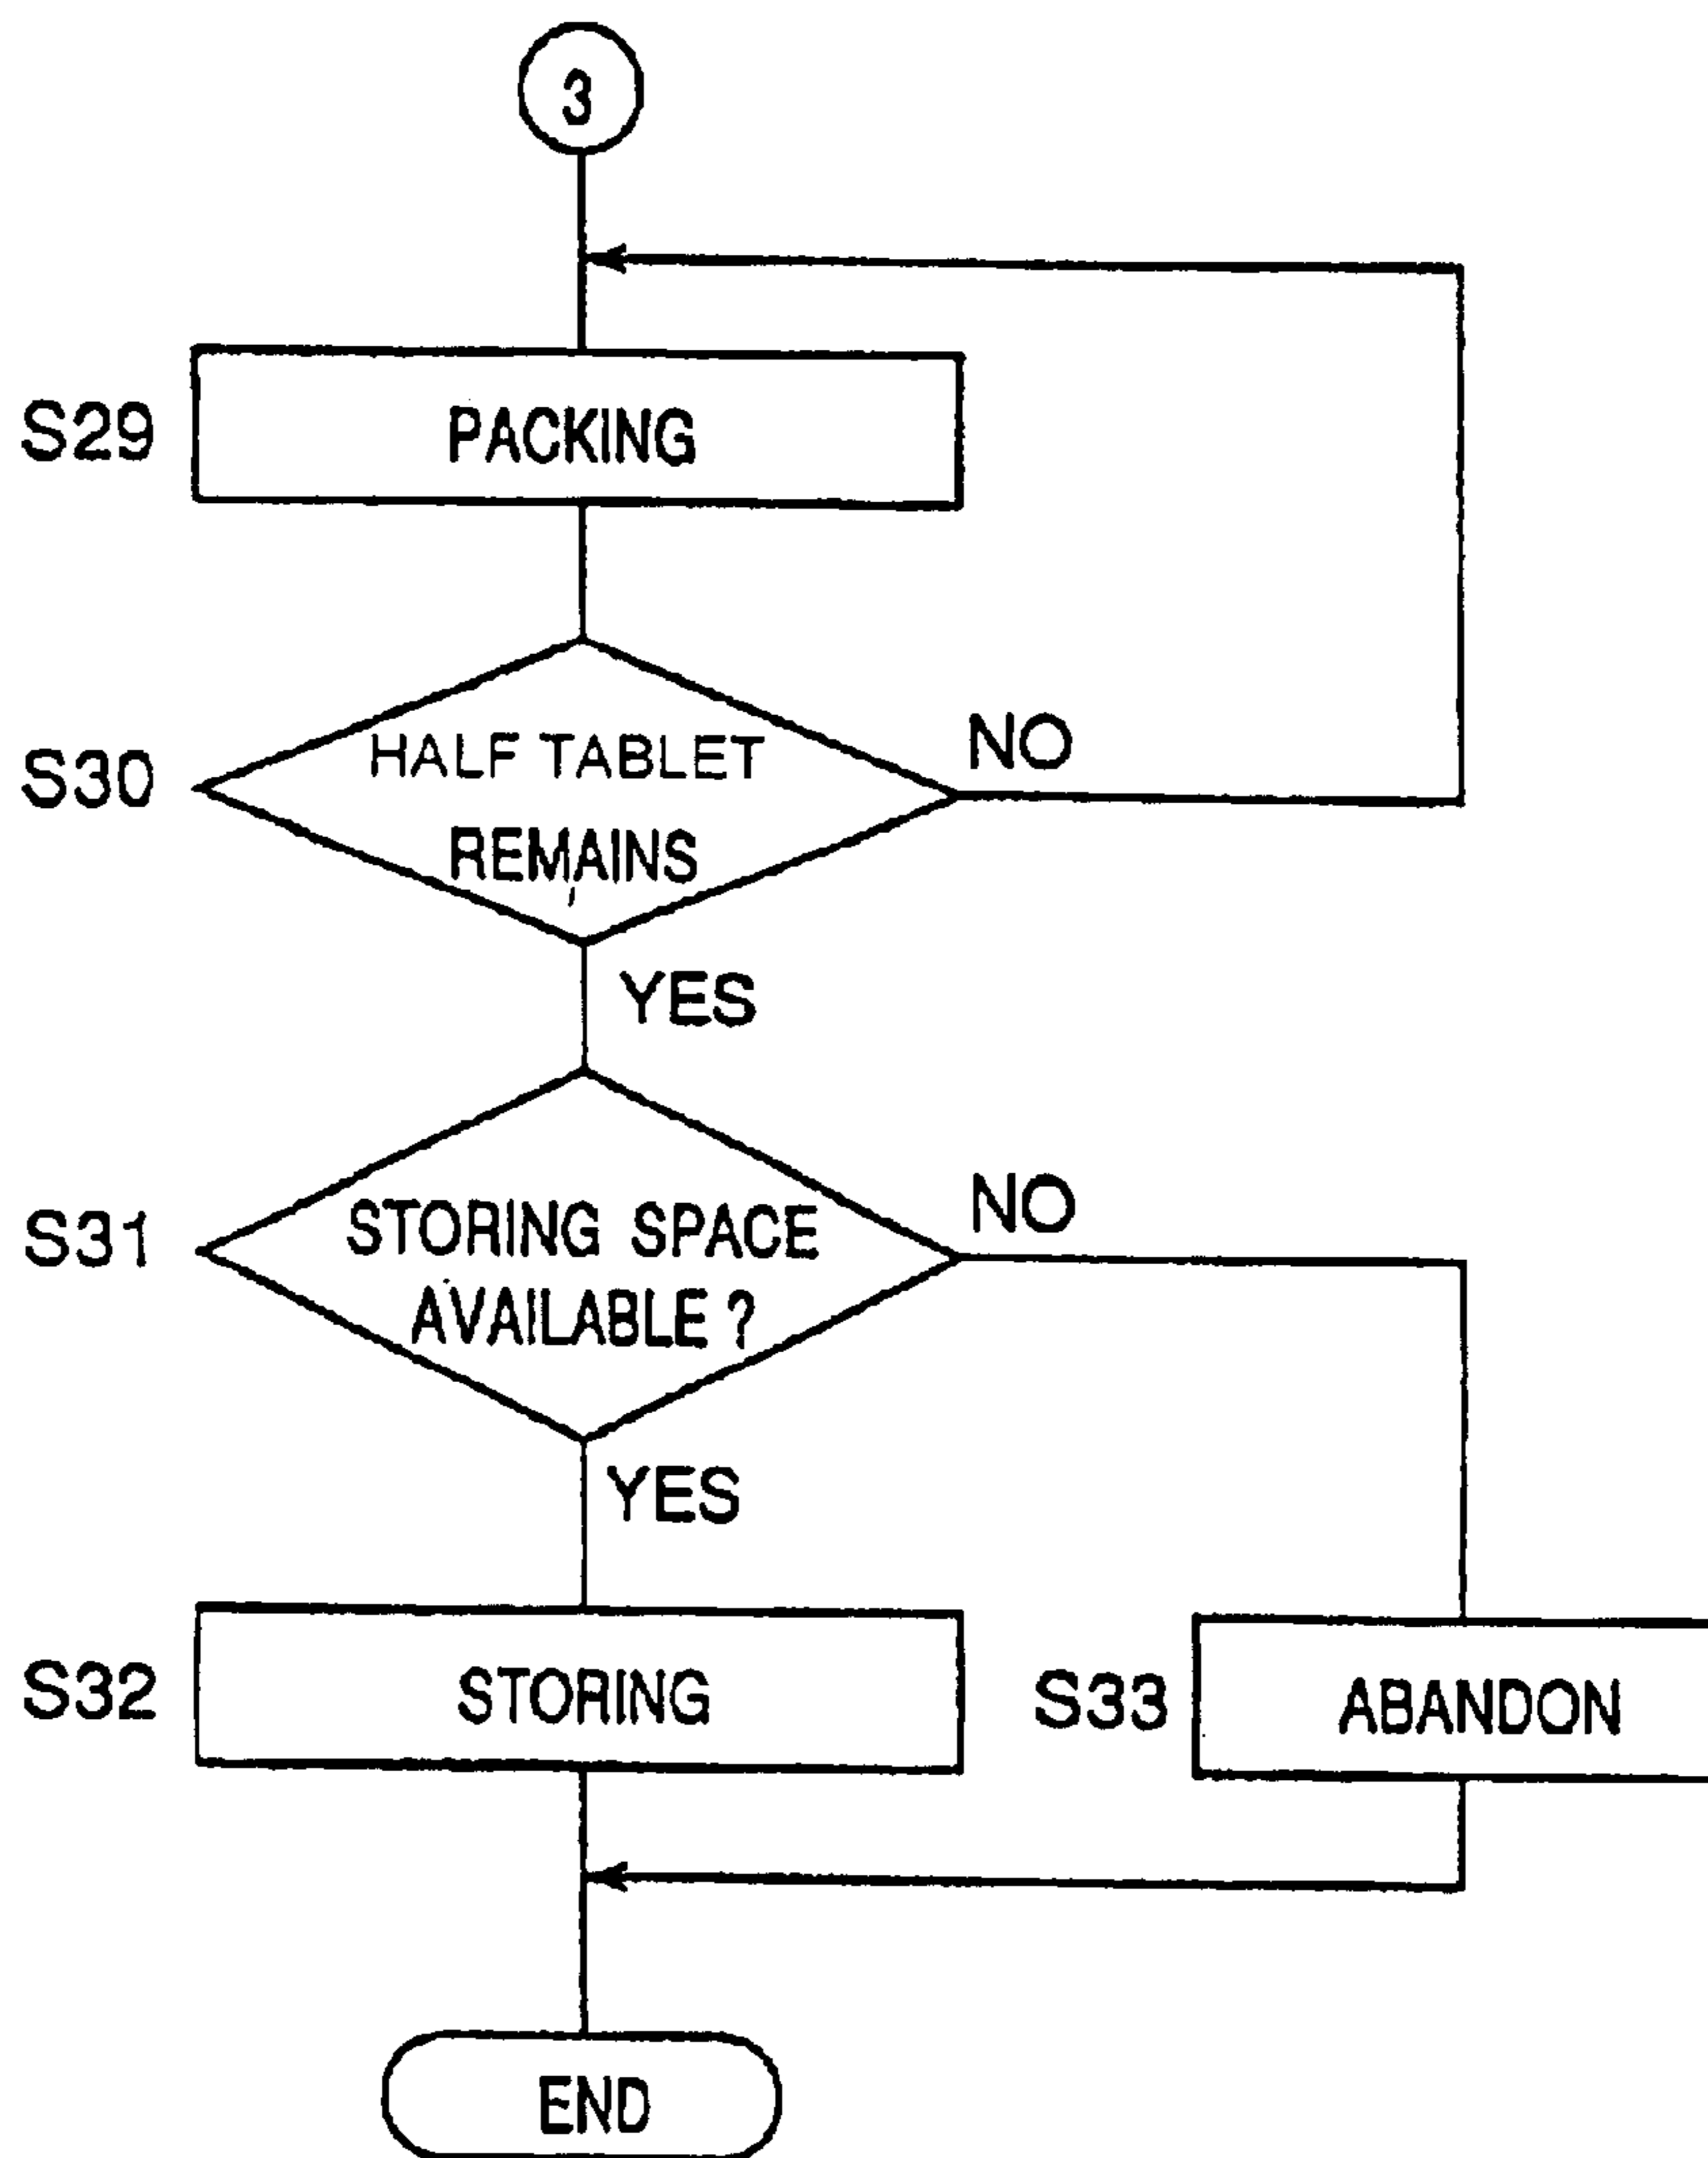 3
S29
PACKING
S30
HALF TABLET
REMAINS
NO
YES
S31
STORING SPACE
AVAILABLE ?
NO
YES
S32
STORING
S33
ABANDON
END